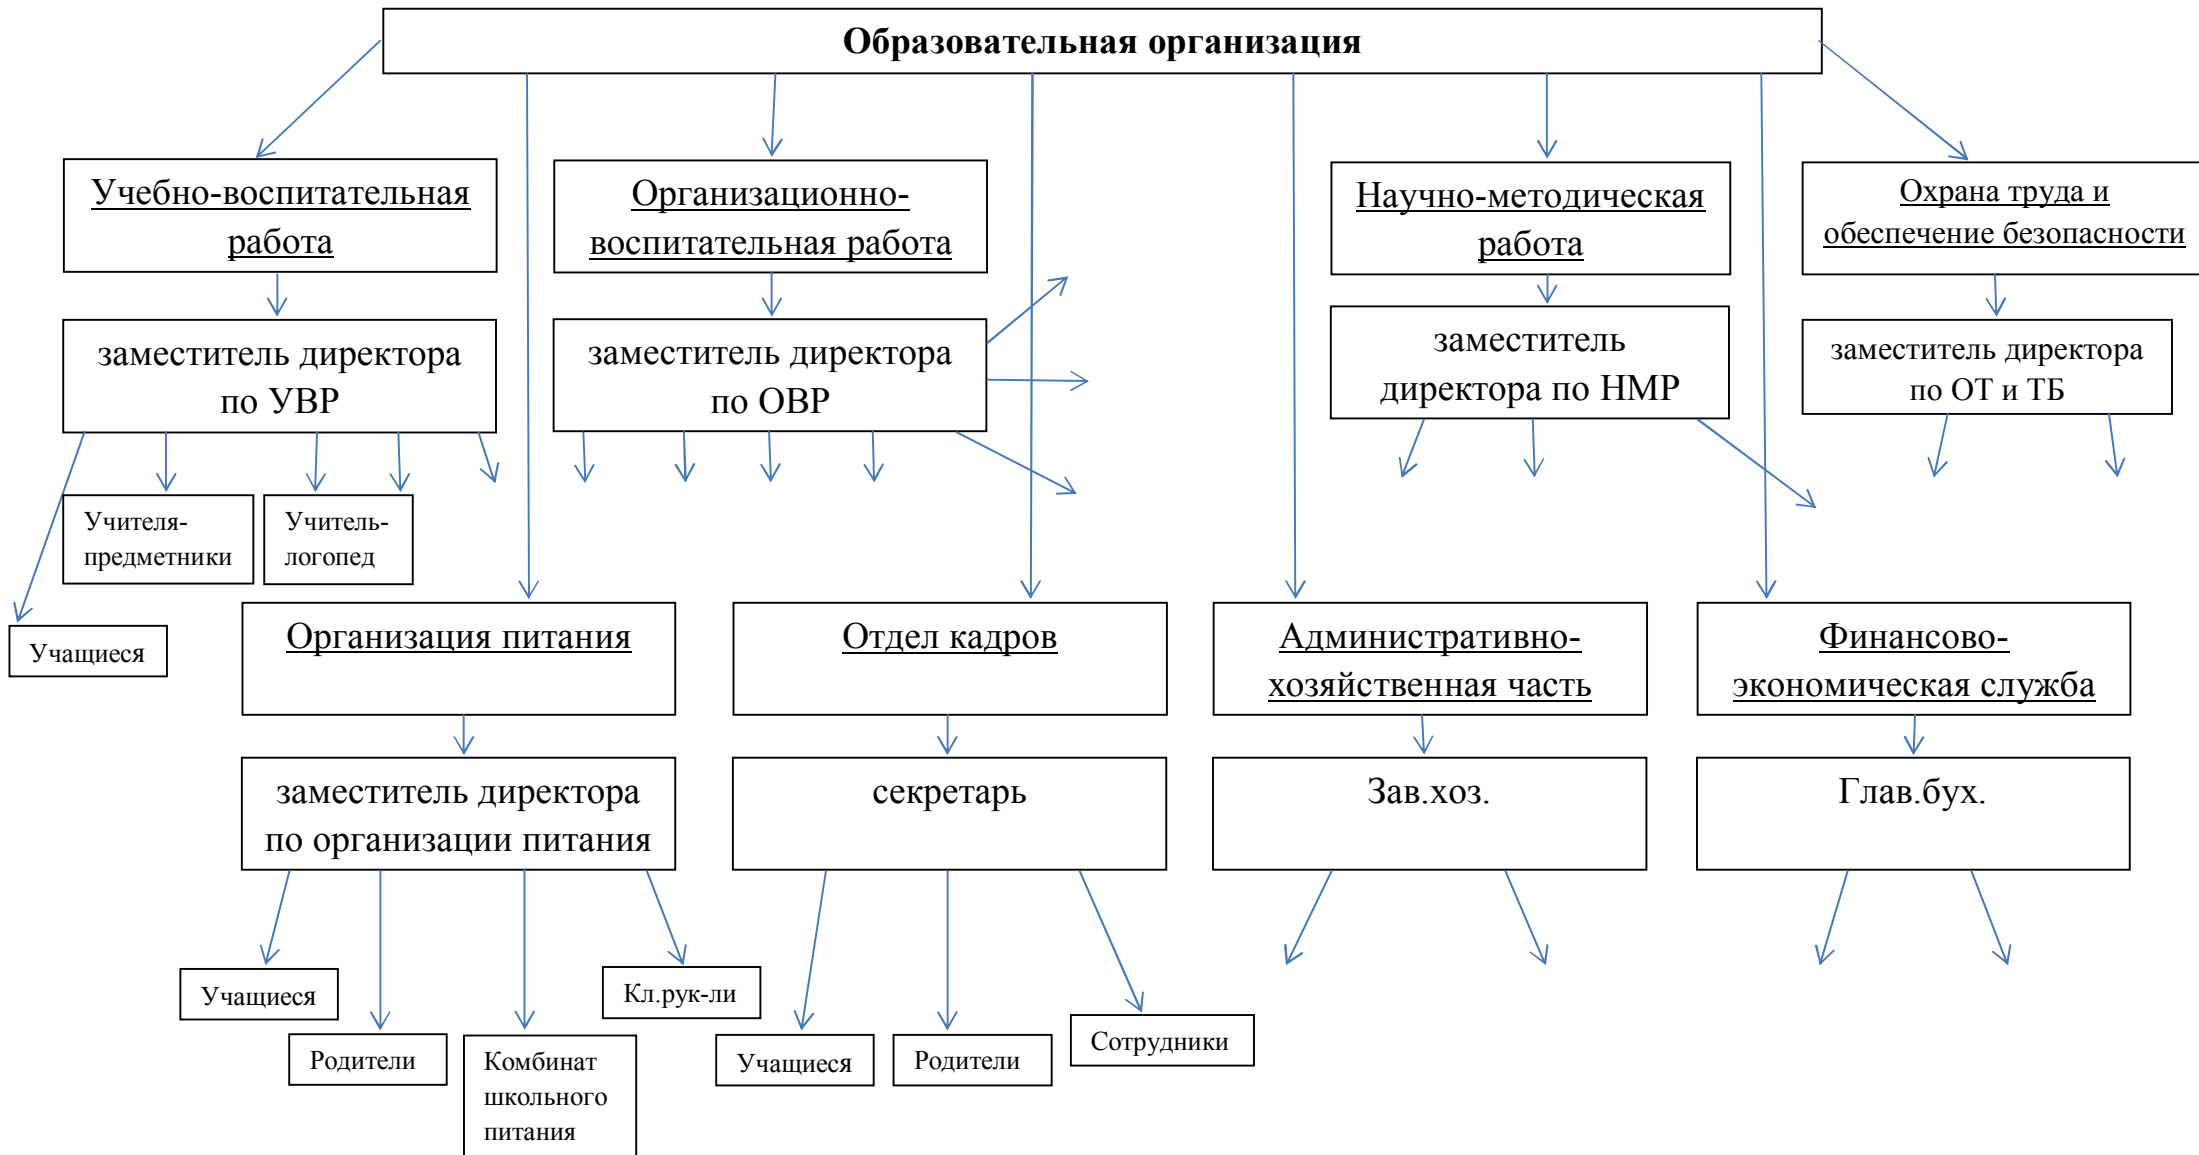 Образовательная организация
Учебно-воспитательная
работа
Организационно-
воспитательная работа
Научно-методическая
работа
Охрана труда и
обеспечение безопасности
заместитель директора
по УВР
заместитель директора
по ОВР
заместитель
директора по НМР
заместитель директора
по ОТ и ТБ
Учителя-
предметники
Учитель-
логопед
Учащиеся
Организация питания
Отдел кадров
Административно-
хозяйственная часть
Финансово-
экономическая служба
заместитель директора
по организации питания
секретарь
Зав.хоз.
Глав.бух.
Учащиеся
Родители
Комбинат
школьного
питания
Кл.рук-ли
Учащиеся
Родители
Сотрудники